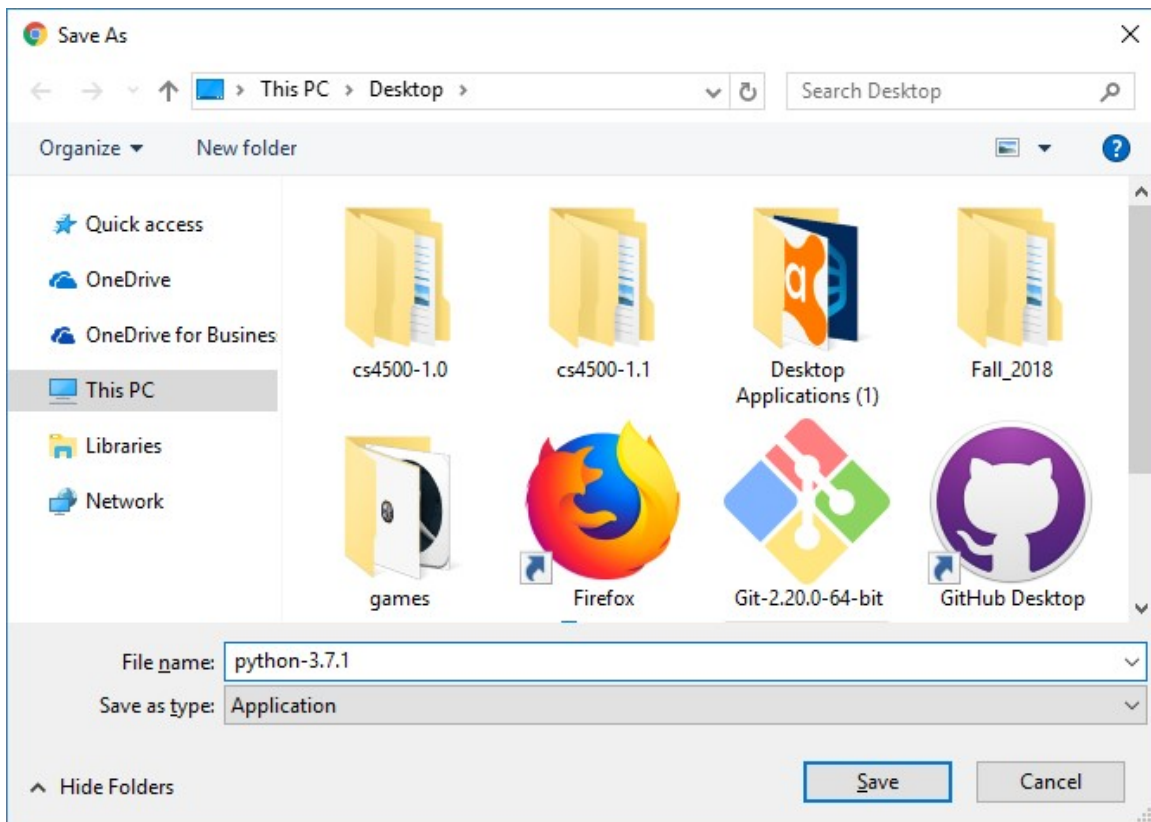 Save As
This PC > Desktop >
Search Desktop
Organize
New folder
Quick access
OneDrive
OneDrive for Busines
This PC
Libraries
Network
cs4500-1.0
cs4500-1.1
Desktop
Applications (1)
Fall_2018
games
Firefox
Git-2.20.0-64-bit
GitHub Desktop
File name: python-3.7.1
Save as type: Application
Hide Folders
Save
Cancel